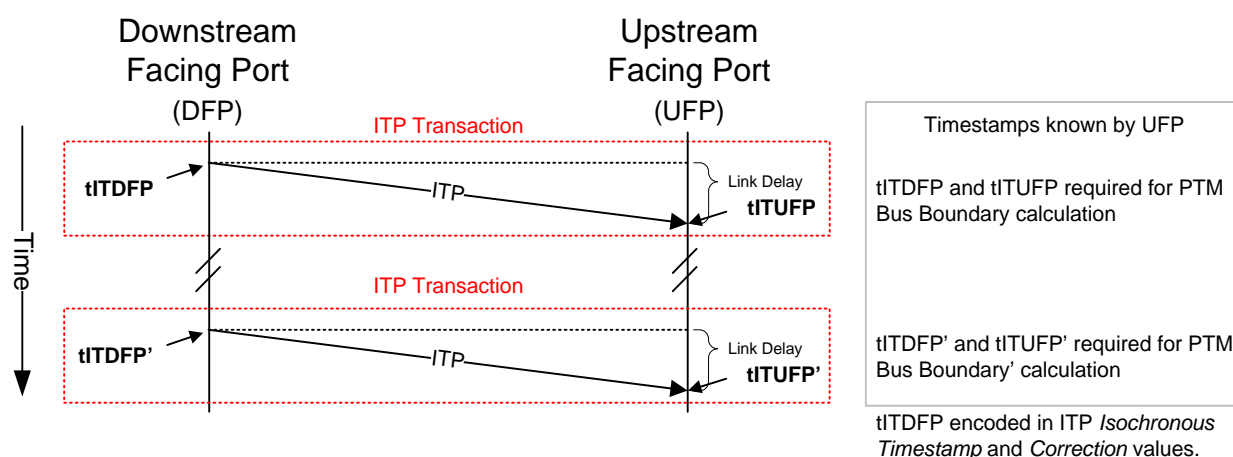 Downstream
Facing Port
(DFP)
Upstream
Facing Port
(UFP)
Time
ITP Transaction
tITDFP
ITP
Link Delay
tITUFP
ITP Transaction
tITDFP’
ITP
Link Delay
tITUFP’
Timestamps known by UFP
tITDFP and tITUFP required for PTM
Bus Boundary calculation
tITDFP’ and tITUFP’ required for PTM
Bus Boundary’ calculation
tITDFP encoded in ITP Isochronous
Timestamp and Correction values.